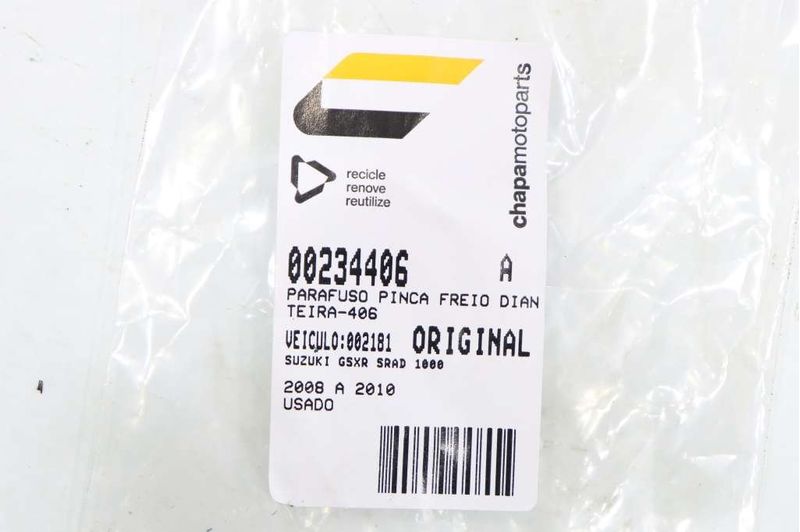 chapamotoparts
recicle
renove
reutilize
00234406 A
PARAFUSO PINCA FREIO DIAN
TEIRA-406
VEICULO:002181 ORIGINAL
SUZUKI GSXR SRAD 1000
2008 A 2010
USADO